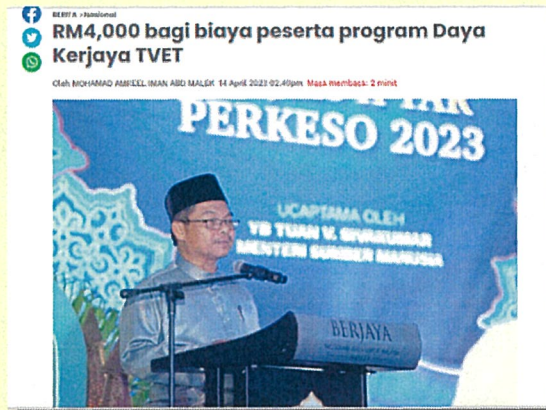 BERITA >Nasional
RM4,000 bagi biaya peserta program Daya
Kerjaya TVET
Oleh MOHAMAD AMREEL IMAN ABD MALEK 14 April 2023 02:40pm Masa membaca: 2 minit
PERKESO 2023
UCAPTAMA OLEH
YB TUAN V. SIVAKUMAR
MENTERI SUMBER MANUSIA
BERJAYA